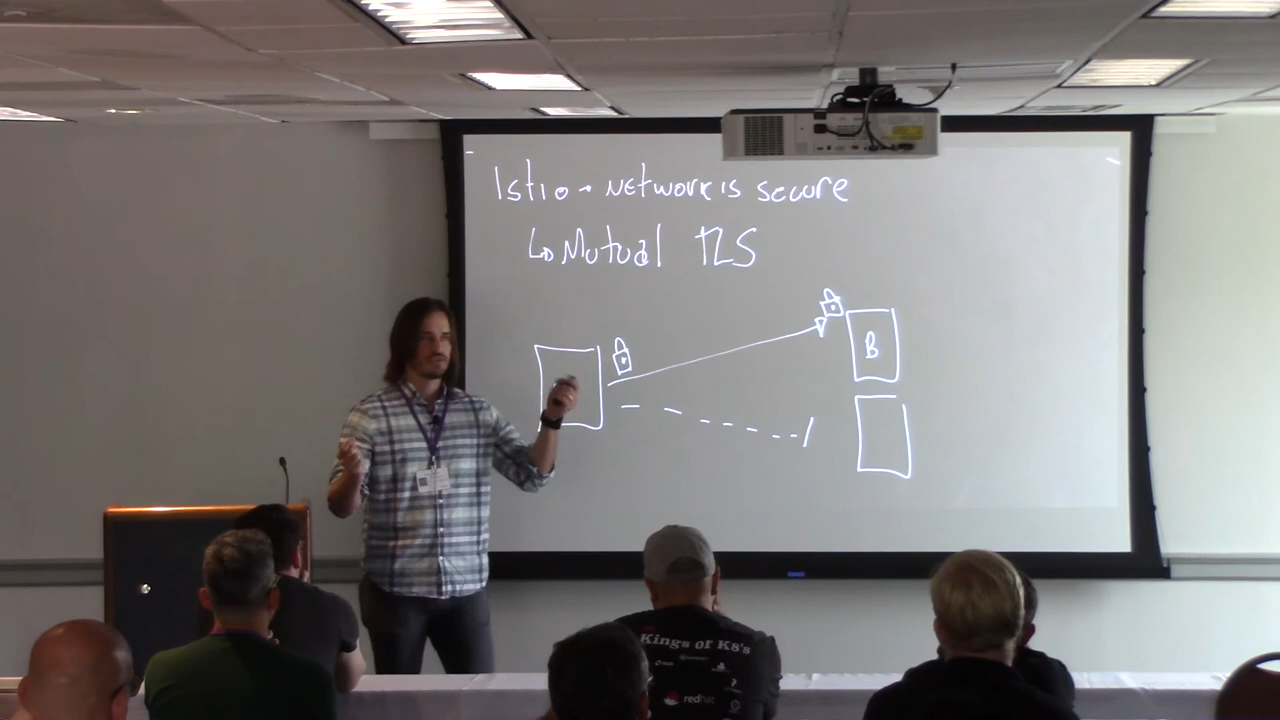 Istio → Network is secure
↳ Mutual TLS
B
Kings of K8's
redhat